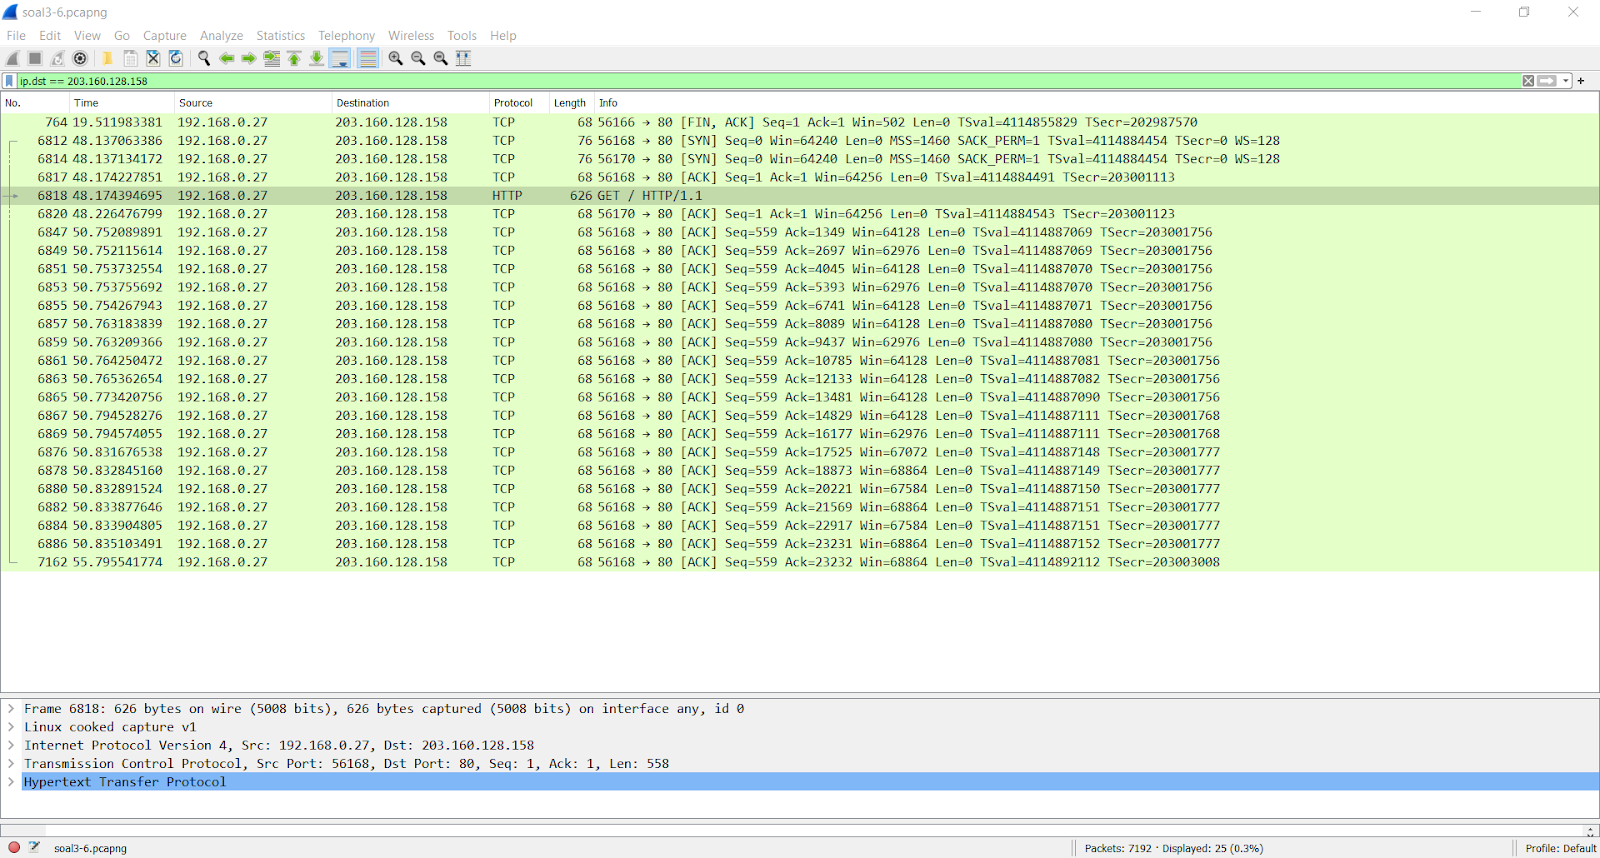 soal3-6.pcapng
File Edit View Go Capture Analyze Statistics Telephony Wireless Tools Help
ip.dst == 203.160.128.158
No. Time Source Destination Protocol Length Info
764 19.511983381 192.168.0.27 203.160.128.158 TCP 68 56166 → 80 [FIN, ACK] Seq=1 Ack=1 Win=502 Len=0 TSval=4114855829 TSecr=202987570
6812 48.137063386 192.168.0.27 203.160.128.158 TCP 76 56168 → 80 [SYN] Seq=0 Win=64240 Len=0 MSS=1460 SACK_PERM=1 TSval=4114884454 TSecr=0 WS=128
6814 48.137134172 192.168.0.27 203.160.128.158 TCP 76 56170 → 80 [SYN] Seq=0 Win=64240 Len=0 MSS=1460 SACK_PERM=1 TSval=4114884454 TSecr=0 WS=128
6817 48.174227851 192.168.0.27 203.160.128.158 TCP 68 56168 → 80 [ACK] Seq=1 Ack=1 Win=64256 Len=0 TSval=4114884491 TSecr=203001113
6818 48.174394695 192.168.0.27 203.160.128.158 HTTP 626 GET / HTTP/1.1
6820 48.226476799 192.168.0.27 203.160.128.158 TCP 68 56170 → 80 [ACK] Seq=1 Ack=1 Win=64256 Len=0 TSval=4114884543 TSecr=203001123
6847 50.752089891 192.168.0.27 203.160.128.158 TCP 68 56168 → 80 [ACK] Seq=559 Ack=1349 Win=64128 Len=0 TSval=4114887069 TSecr=203001756
6849 50.752115614 192.168.0.27 203.160.128.158 TCP 68 56168 → 80 [ACK] Seq=559 Ack=2697 Win=62976 Len=0 TSval=4114887069 TSecr=203001756
6851 50.753732554 192.168.0.27 203.160.128.158 TCP 68 56168 → 80 [ACK] Seq=559 Ack=4045 Win=64128 Len=0 TSval=4114887070 TSecr=203001756
6853 50.753755692 192.168.0.27 203.160.128.158 TCP 68 56168 → 80 [ACK] Seq=559 Ack=5393 Win=62976 Len=0 TSval=4114887070 TSecr=203001756
6855 50.754267943 192.168.0.27 203.160.128.158 TCP 68 56168 → 80 [ACK] Seq=559 Ack=6741 Win=64128 Len=0 TSval=4114887071 TSecr=203001756
6857 50.763183839 192.168.0.27 203.160.128.158 TCP 68 56168 → 80 [ACK] Seq=559 Ack=8089 Win=64128 Len=0 TSval=4114887080 TSecr=203001756
6859 50.763209366 192.168.0.27 203.160.128.158 TCP 68 56168 → 80 [ACK] Seq=559 Ack=9437 Win=62976 Len=0 TSval=4114887080 TSecr=203001756
6861 50.764250472 192.168.0.27 203.160.128.158 TCP 68 56168 → 80 [ACK] Seq=559 Ack=10785 Win=64128 Len=0 TSval=4114887081 TSecr=203001756
6863 50.765362654 192.168.0.27 203.160.128.158 TCP 68 56168 → 80 [ACK] Seq=559 Ack=12133 Win=64128 Len=0 TSval=4114887082 TSecr=203001756
6865 50.773420756 192.168.0.27 203.160.128.158 TCP 68 56168 → 80 [ACK] Seq=559 Ack=13481 Win=64128 Len=0 TSval=4114887090 TSecr=203001756
6867 50.794528276 192.168.0.27 203.160.128.158 TCP 68 56168 → 80 [ACK] Seq=559 Ack=14829 Win=64128 Len=0 TSval=4114887111 TSecr=203001768
6869 50.794574055 192.168.0.27 203.160.128.158 TCP 68 56168 → 80 [ACK] Seq=559 Ack=16177 Win=62976 Len=0 TSval=4114887111 TSecr=203001768
6876 50.831676538 192.168.0.27 203.160.128.158 TCP 68 56168 → 80 [ACK] Seq=559 Ack=17525 Win=67072 Len=0 TSval=4114887148 TSecr=203001777
6878 50.832845160 192.168.0.27 203.160.128.158 TCP 68 56168 → 80 [ACK] Seq=559 Ack=18873 Win=68864 Len=0 TSval=4114887149 TSecr=203001777
6880 50.832891524 192.168.0.27 203.160.128.158 TCP 68 56168 → 80 [ACK] Seq=559 Ack=20221 Win=67584 Len=0 TSval=4114887150 TSecr=203001777
6882 50.833877646 192.168.0.27 203.160.128.158 TCP 68 56168 → 80 [ACK] Seq=559 Ack=21569 Win=68864 Len=0 TSval=4114887151 TSecr=203001777
6884 50.833904805 192.168.0.27 203.160.128.158 TCP 68 56168 → 80 [ACK] Seq=559 Ack=22917 Win=67584 Len=0 TSval=4114887151 TSecr=203001777
6886 50.835103491 192.168.0.27 203.160.128.158 TCP 68 56168 → 80 [ACK] Seq=559 Ack=23231 Win=68864 Len=0 TSval=4114887152 TSecr=203001777
7162 55.795541774 192.168.0.27 203.160.128.158 TCP 68 56168 → 80 [ACK] Seq=559 Ack=23232 Win=68864 Len=0 TSval=4114892112 TSecr=203003008
Frame 6818: 626 bytes on wire (5008 bits), 626 bytes captured (5008 bits) on interface any, id 0
Linux cooked capture v1
Internet Protocol Version 4, Src: 192.168.0.27, Dst: 203.160.128.158
Transmission Control Protocol, Src Port: 56168, Dst Port: 80, Seq: 1, Ack: 1, Len: 558
Hypertext Transfer Protocol
soal3-6.pcapng Packets: 7192 · Displayed: 25 (0.3%) Profile: Default